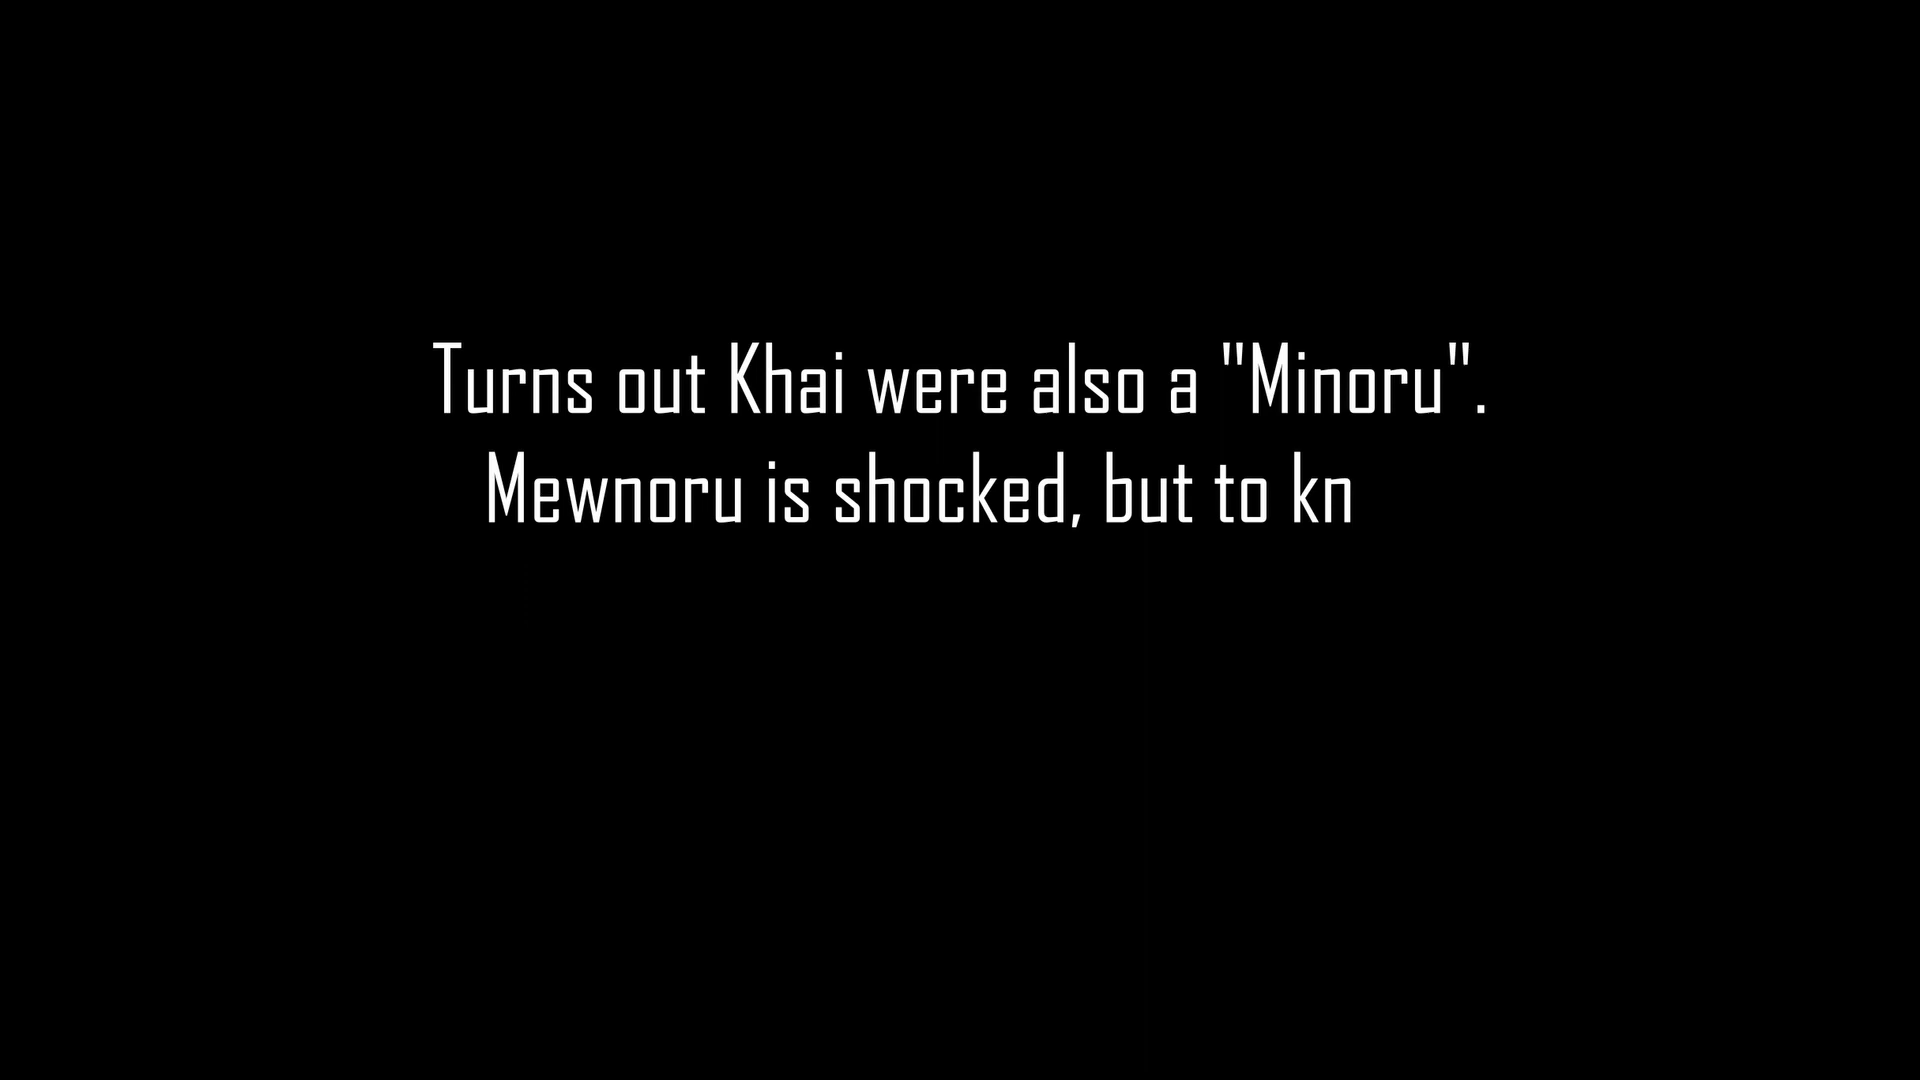 Turns out Khai were also a "Minoru".
Mewnoru is shocked, but to kn